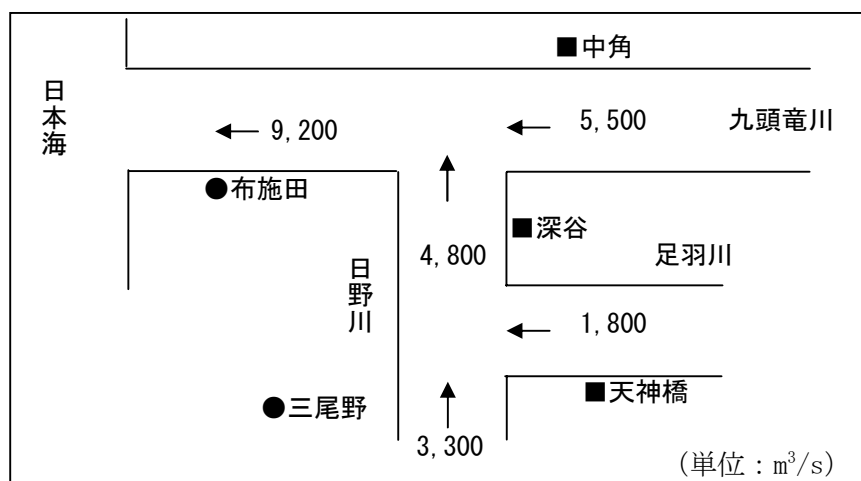 ■中角
日本海
← 9,200
← 5,500
九頭竜川
●布施田
■深谷
4,800
足羽川
日野川
← 1,800
■天神橋
●三尾野
3,300
(単位：m³/s)